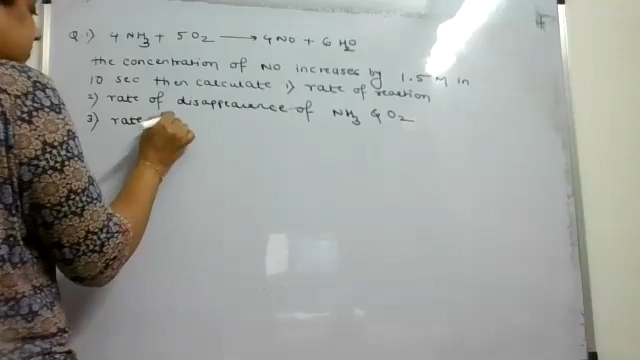 Q.1) 4 NH3 + 5 O2 ⟶ 4 NO + 6 H2O
the concentration of NO increases by 1.5 M in
10 sec then calculate 1) rate of reaction
2) rate of disappearance of NH3 & O2
3) rate